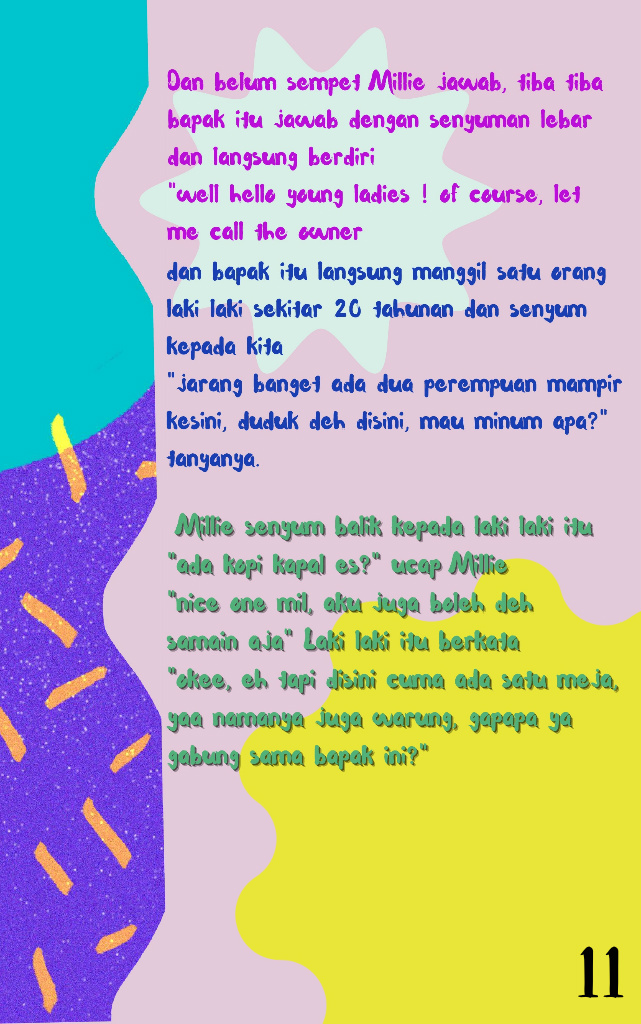 Dan belum sempet Millie jawab, tiba tiba
bapak itu jawab dengan senyuman lebar
dan langsung berdiri
"well hello young ladies ! of course, let
me call the owner
dan bapak itu langsung manggil satu orang
laki laki sekitar 20 tahunan dan senyum
kepada kita
"jarang banget ada dua perempuan mampir
kesini, duduk deh disini, mau minum apa?"
tanyanya.
Millie senyum balik kepada laki laki itu
"ada kopi kapal es?" ucap Millie
"nice one mil, aku juga boleh deh
samain aja" Laki laki itu berkata
"okee, eh tapi disini cuma ada satu meja,
yaa namanya juga warung, gapapa ya
gabung sama bapak ini?"
11